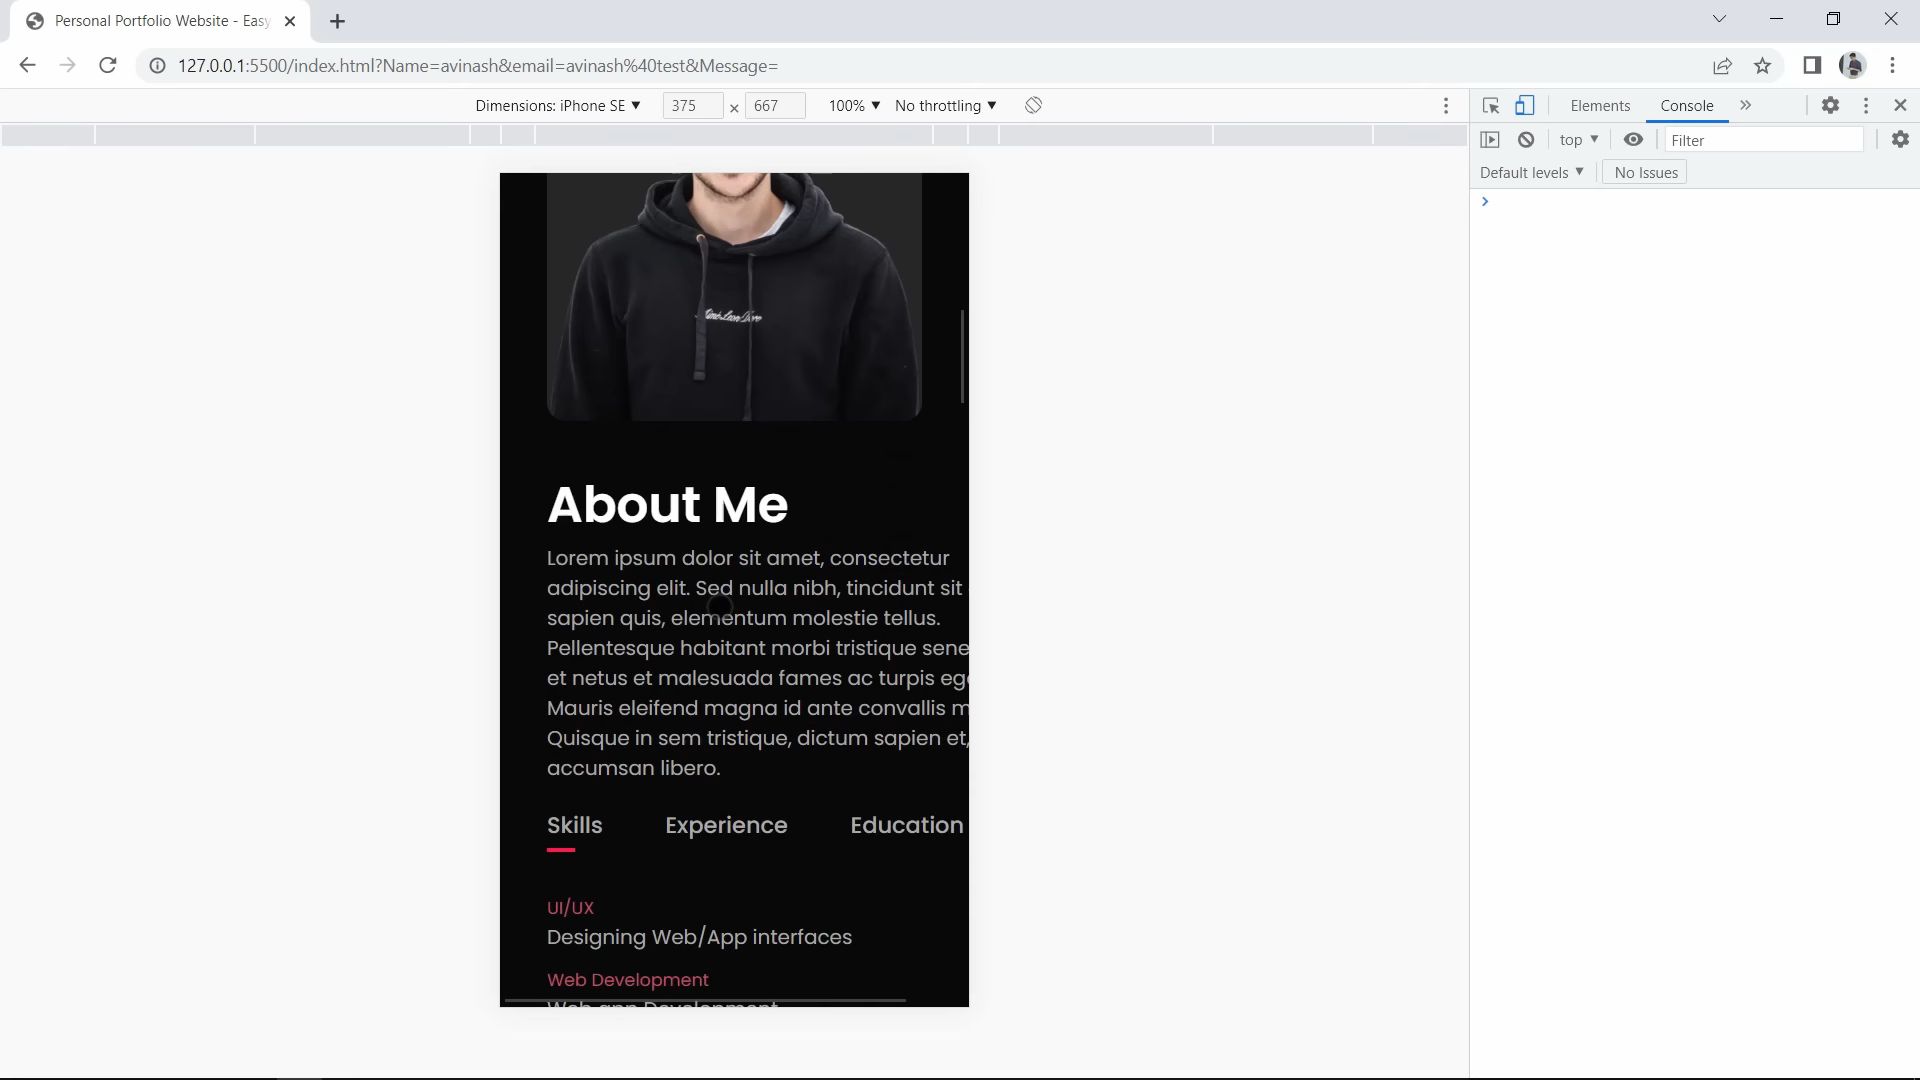 Personal Portfolio Website - Easy
127.0.0.1:5500/index.html?Name=avinash&email=avinash%40test&Message=
Dimensions: iPhone SE 375 × 667 100% No throttling
Elements Console
top Filter
Default levels No Issues
About Me
Lorem ipsum dolor sit amet, consectetur
adipiscing elit. Sed nulla nibh, tincidunt sit
sapien quis, elementum molestie tellus.
Pellentesque habitant morbi tristique sene
et netus et malesuada fames ac turpis eg
Mauris eleifend magna id ante convallis m
Quisque in sem tristique, dictum sapien et,
accumsan libero.
Skills Experience Education
UI/UX
Designing Web/App interfaces
Web Development
Web app Development